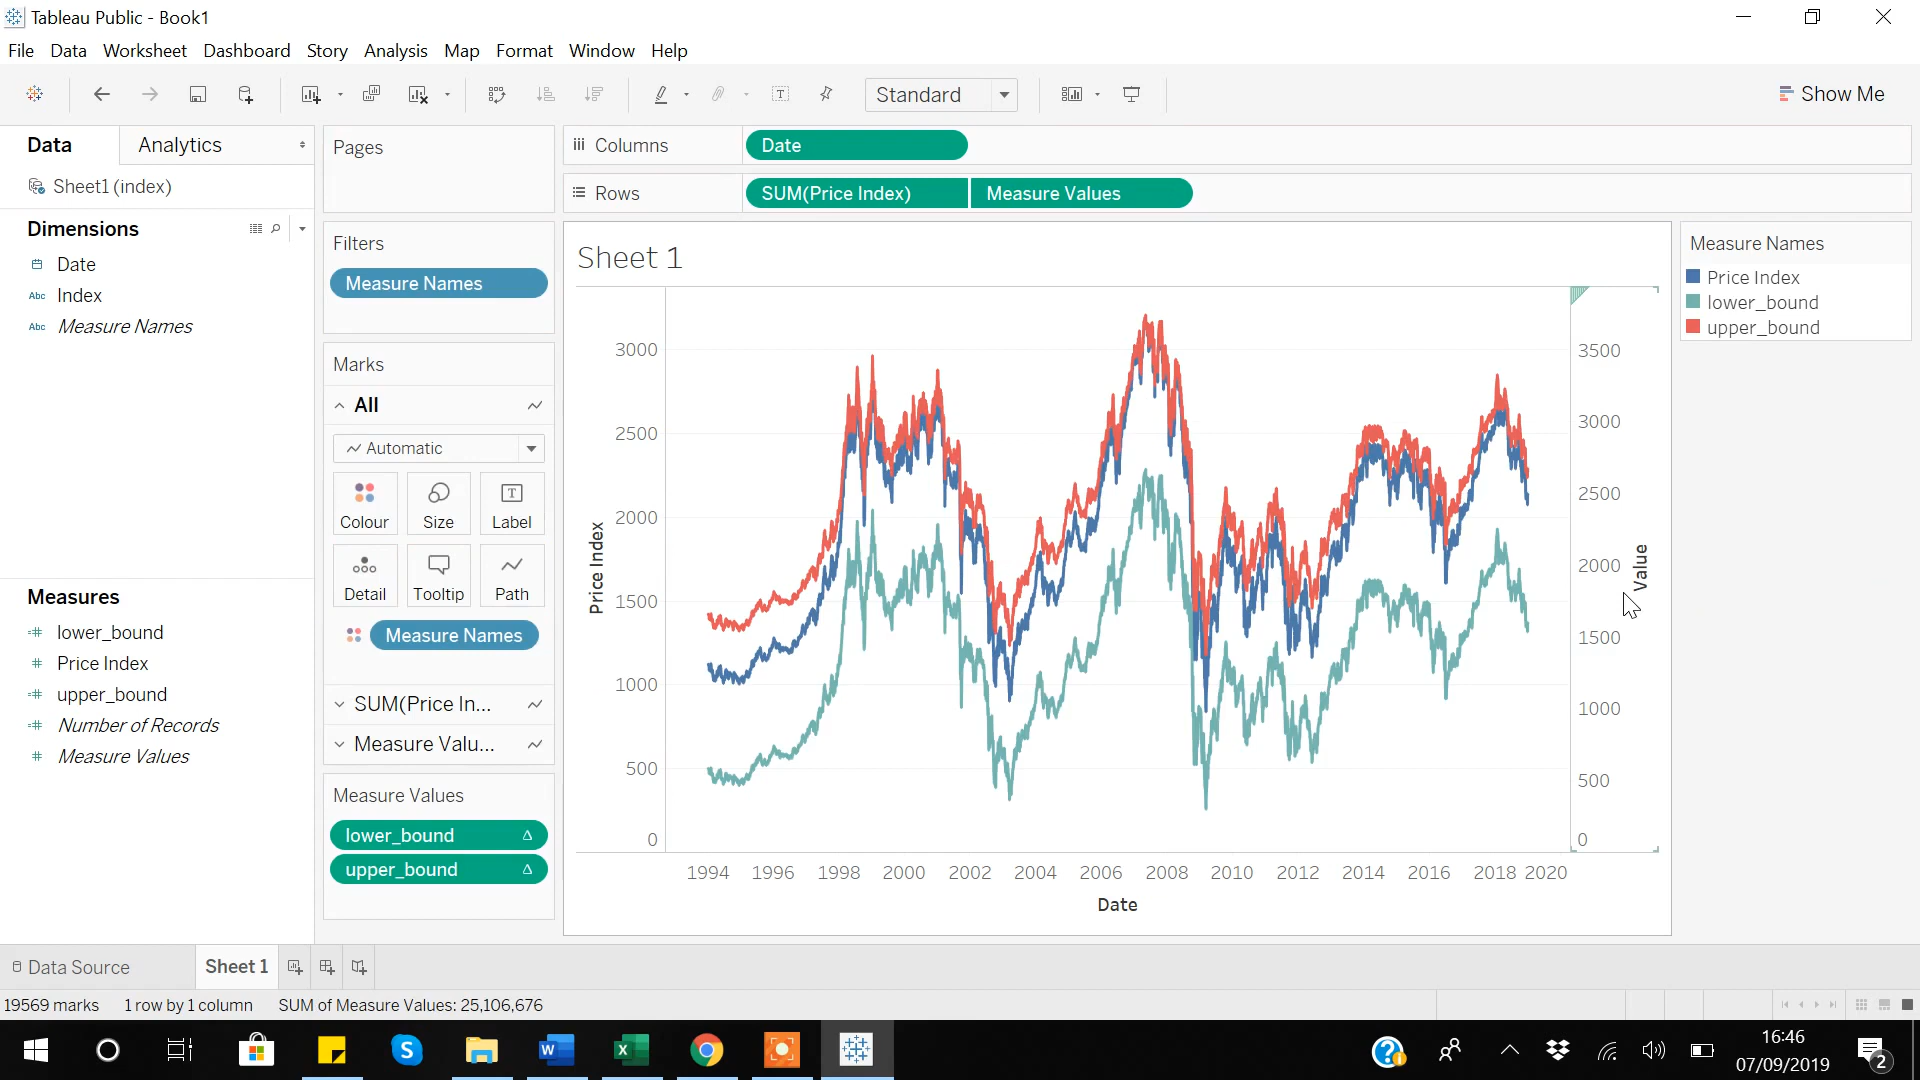 Tableau Public - Book1
File Data Worksheet Dashboard Story Analysis Map Format Window Help
Standard
Show Me
Data
Analytics
Sheet1 (index)
Dimensions
Date
Abc Index
Abc Measure Names
Measures
lower_bound
Price Index
upper_bound
Number of Records
Measure Values
Pages
Filters
Measure Names
Marks
All
Automatic
Colour Size Label
Detail Tooltip Path
Measure Names
SUM(Price In...
Measure Valu...
Measure Values
lower_bound Δ
upper_bound Δ
Columns Date
Rows SUM(Price Index) Measure Values
Sheet 1
Price Index
3000
2500
2000
1500
1000
500
0
3500
3000
2500
2000
1500
1000
500
0
Value
1994 1996 1998 2000 2002 2004 2006 2008 2010 2012 2014 2016 2018 2020
Date
Measure Names
Price Index
lower_bound
upper_bound
Data Source
Sheet 1
19569 marks 1 row by 1 column SUM of Measure Values: 25,106,676
16:46
07/09/2019
2